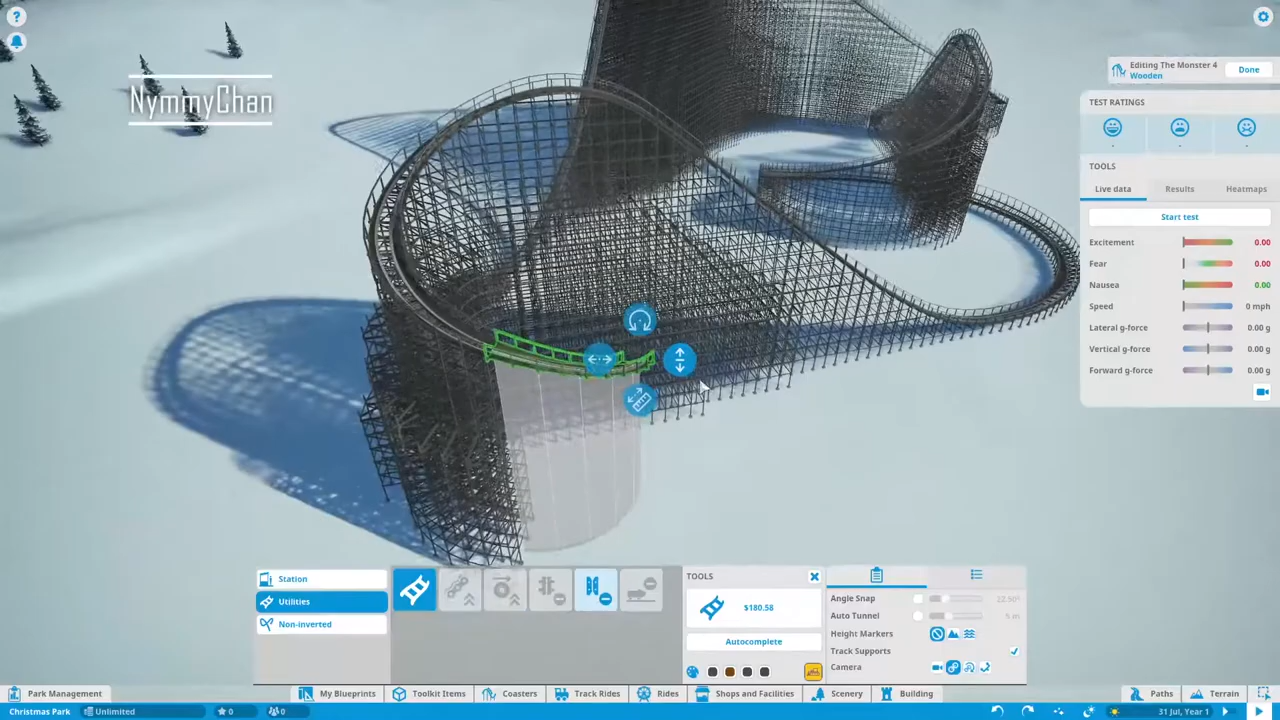 NymmyChan
Editing The Monster 4
Wooden
Done
TEST RATINGS
-
-
-
TOOLS
Live data
Results
Heatmaps
Start test
Excitement 0.00
Fear 0.00
Nausea 0.00
Speed 0 mph
Lateral g-force 0.00 g
Vertical g-force 0.00 g
Forward g-force 0.00 g
Station
Utilities
Non-inverted
TOOLS
$180.58
Autocomplete
Angle Snap 22.50°
Auto Tunnel 5 m
Height Markers
Track Supports
Camera
Park Management
My Blueprints
Toolkit Items
Coasters
Track Rides
Rides
Shops and Facilities
Scenery
Building
Paths
Terrain
Christmas Park
Unlimited
0
0
31 Jul, Year 1